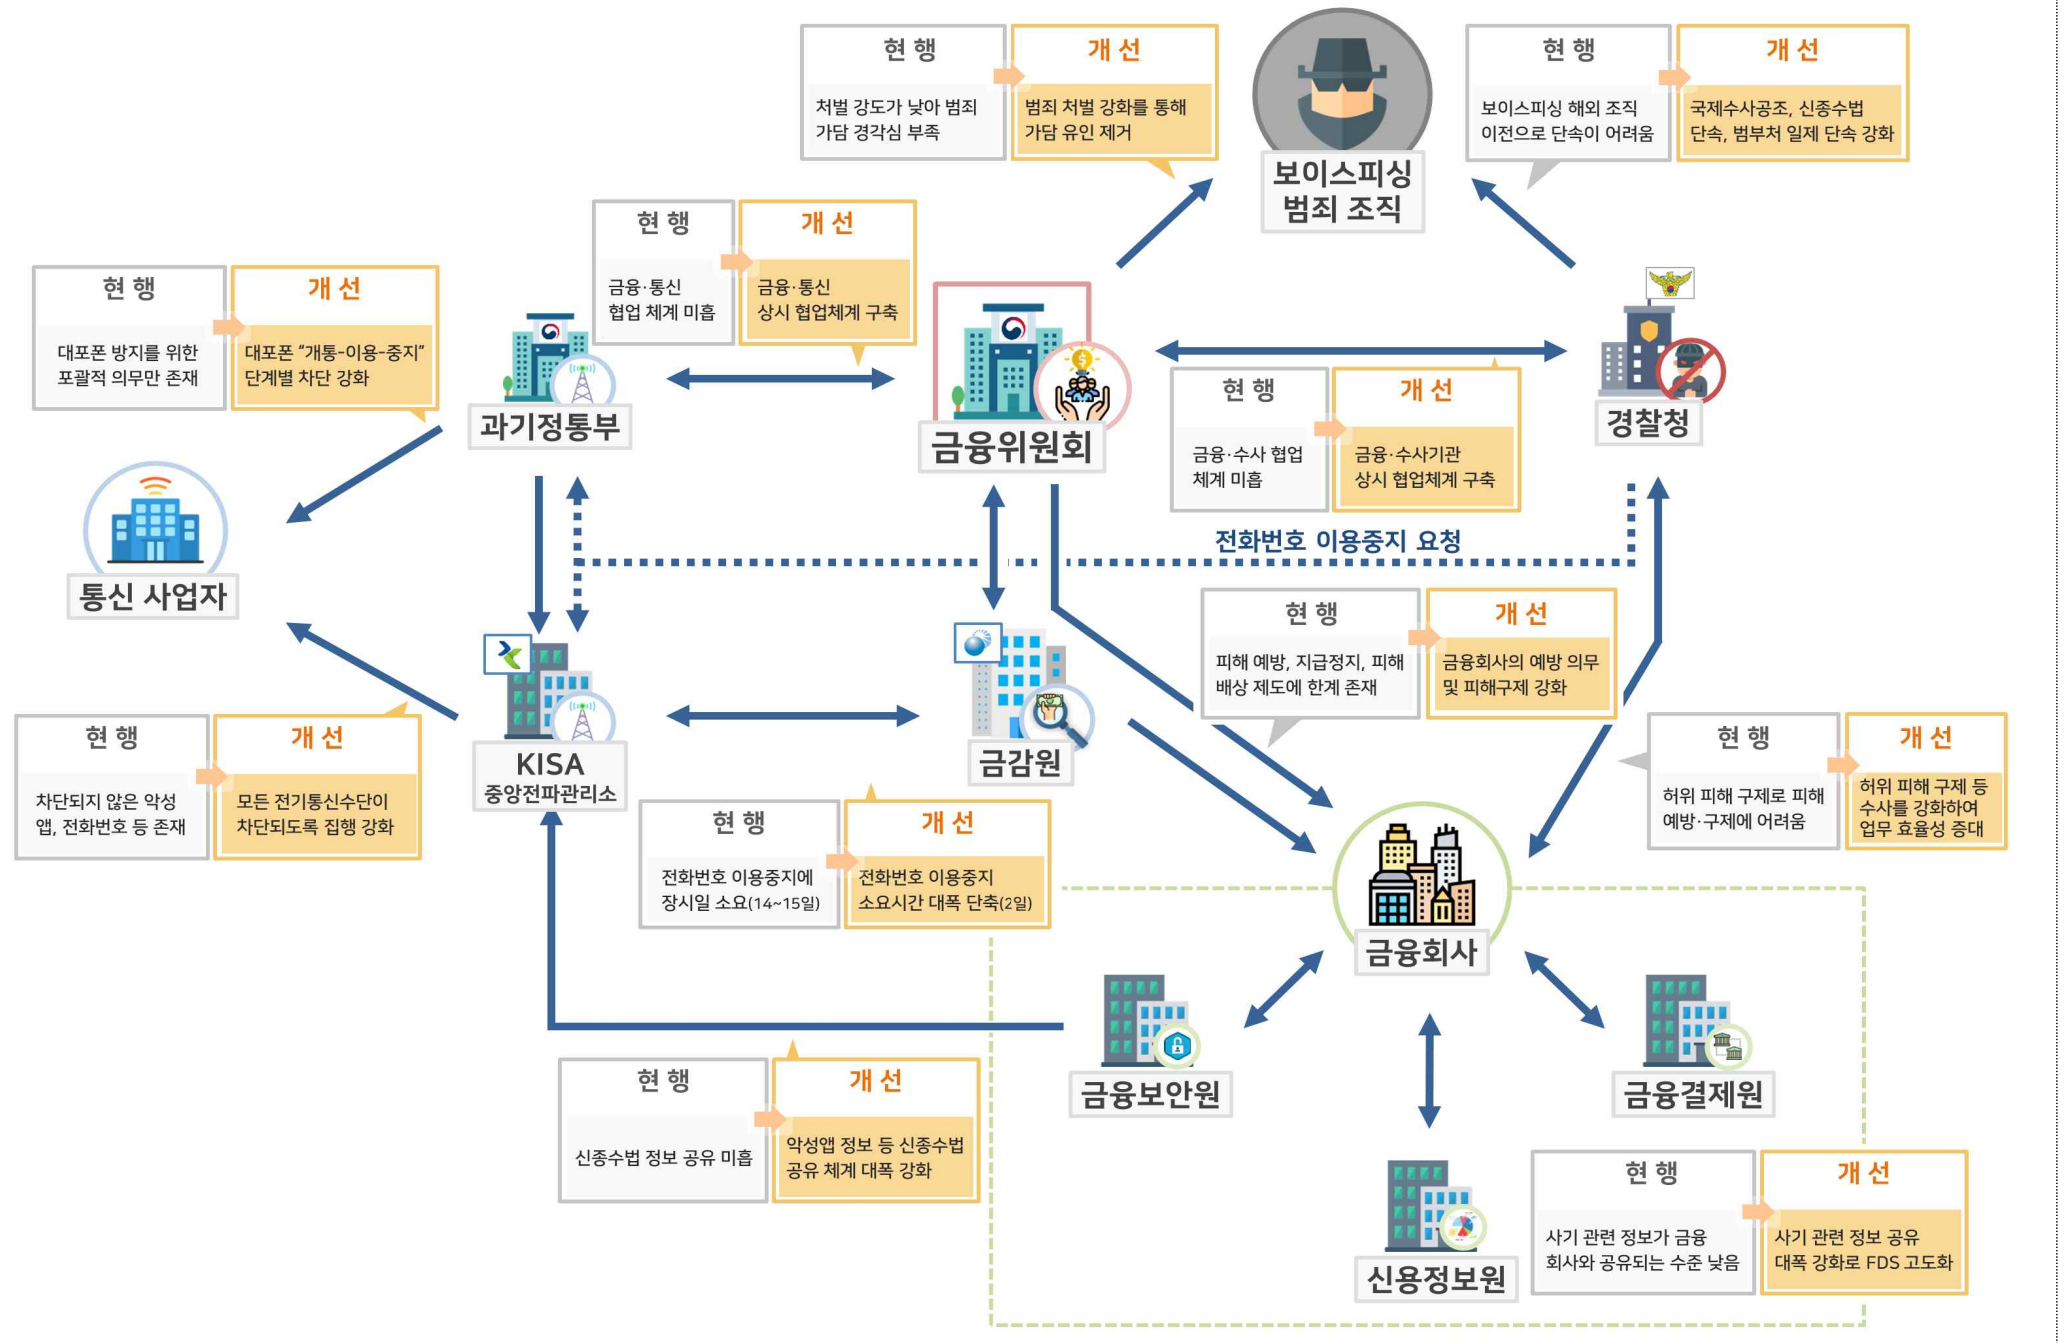 현 행
개 선
처벌 강도가 낮아 범죄
가담 경각심 부족
범죄 처벌 강화를 통해
가담 유인 제거
보이스피싱
범죄 조직
현 행
개 선
보이스피싱 해외 조직
이전으로 단속이 어려움
국제수사공조, 신종수법
단속, 범부처 일제 단속 강화
현 행
개 선
금융·통신
협업 체계 미흡
금융·통신
상시 협업체계 구축
현 행
개 선
대포폰 방지를 위한
포괄적 의무만 존재
대포폰 “개통-이용-중지”
단계별 차단 강화
과기정통부
금융위원회
경찰청
현 행
개 선
금융·수사 협업
체계 미흡
금융·수사기관
상시 협업체계 구축
전화번호 이용중지 요청
통신 사업자
현 행
개 선
피해 예방, 지급정지, 피해
배상 제도에 한계 존재
금융회사의 예방 의무
및 피해구제 강화
KISA
중앙전파관리소
금감원
현 행
개 선
차단되지 않은 악성
앱, 전화번호 등 존재
모든 전기통신수단이
차단되도록 집행 강화
현 행
개 선
허위 피해 구제로 피해
예방·구제에 어려움
허위 피해 구제 등
수사를 강화하여
업무 효율성 증대
현 행
개 선
전화번호 이용중지에
장시일 소요(14~15일)
전화번호 이용중지
소요시간 대폭 단축(2일)
금융회사
금융보안원
금융결제원
현 행
개 선
신종수법 정보 공유 미흡
악성앱 정보 등 신종수법
공유 체계 대폭 강화
신용정보원
현 행
개 선
사기 관련 정보가 금융
회사와 공유되는 수준 낮음
사기 관련 정보 공유
대폭 강화로 FDS 고도화